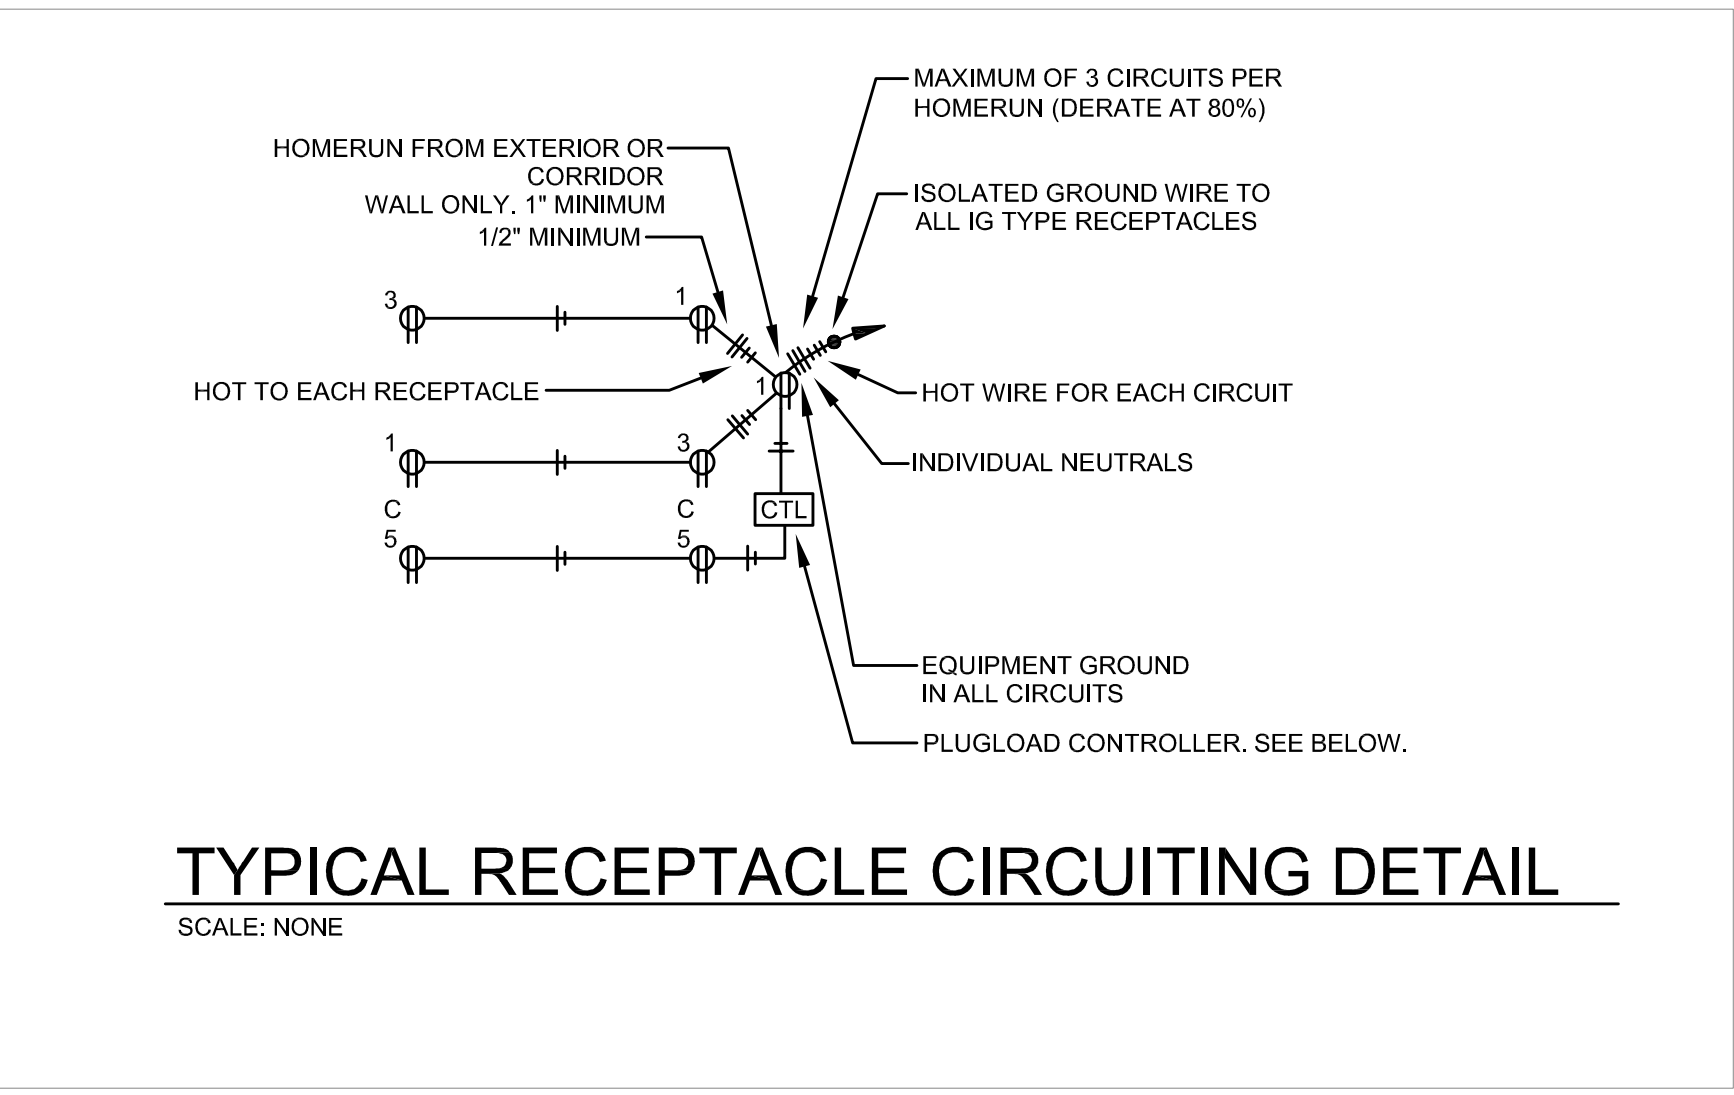 MAXIMUM OF 3 CIRCUITS PER
HOMERUN (DERATE AT 80%)
HOMERUN FROM EXTERIOR OR
CORRIDOR
WALL ONLY. 1" MINIMUM
1/2" MINIMUM
ISOLATED GROUND WIRE TO
ALL IG TYPE RECEPTACLES
3
1
HOT TO EACH RECEPTACLE
1
HOT WIRE FOR EACH CIRCUIT
1
3
INDIVIDUAL NEUTRALS
C
C
CTL
5
5
EQUIPMENT GROUND
IN ALL CIRCUITS
PLUGLOAD CONTROLLER. SEE BELOW.
TYPICAL RECEPTACLE CIRCUITING DETAIL
SCALE: NONE